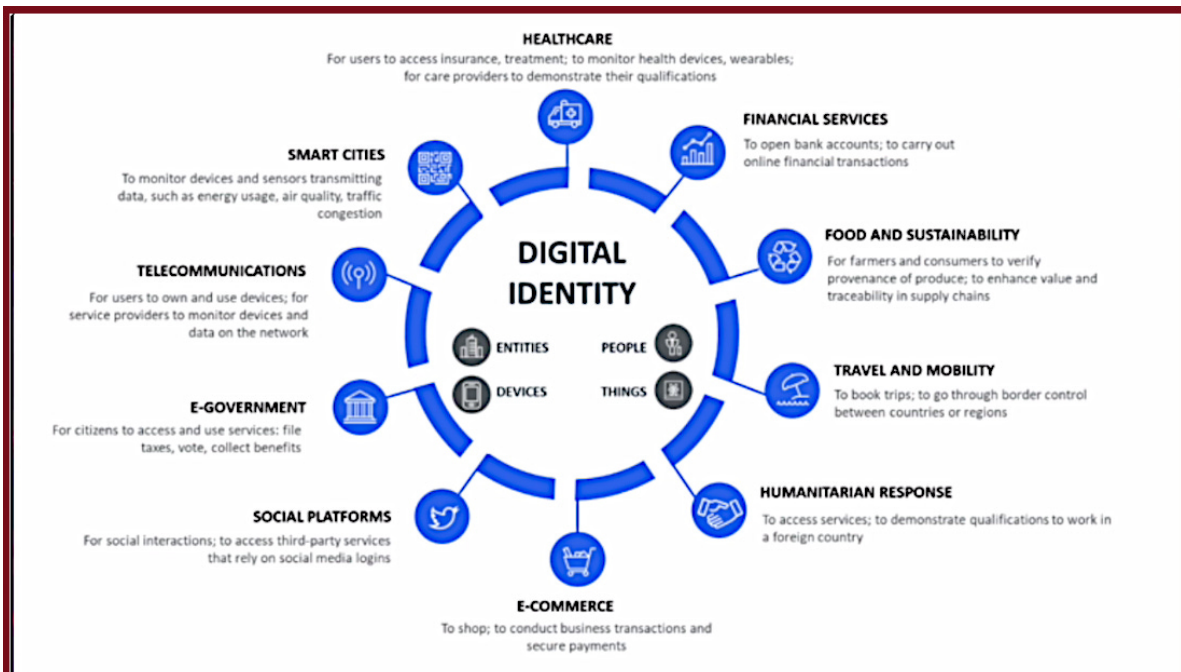 HEALTHCARE
For users to access insurance, treatment; to monitor health devices, wearables;
for care providers to demonstrate their qualifications
FINANCIAL SERVICES
To open bank accounts; to carry out
online financial transactions
SMART CITIES
To monitor devices and sensors transmitting
data, such as energy usage, air quality, traffic
congestion
FOOD AND SUSTAINABILITY
For farmers and consumers to verify
provenance of produce; to enhance value and
traceability in supply chains
DIGITAL
IDENTITY
TELECOMMUNICATIONS
For users to own and use devices; for
service providers to monitor devices and
data on the network
ENTITIES
PEOPLE
DEVICES
THINGS
TRAVEL AND MOBILITY
To book trips; to go through border control
between countries or regions
E-GOVERNMENT
For citizens to access and use services: file
taxes, vote, collect benefits
HUMANITARIAN RESPONSE
To access services; to demonstrate qualifications to work in
a foreign country
SOCIAL PLATFORMS
For social interactions; to access third-party services
that rely on social media logins
E-COMMERCE
To shop; to conduct business transactions and
secure payments